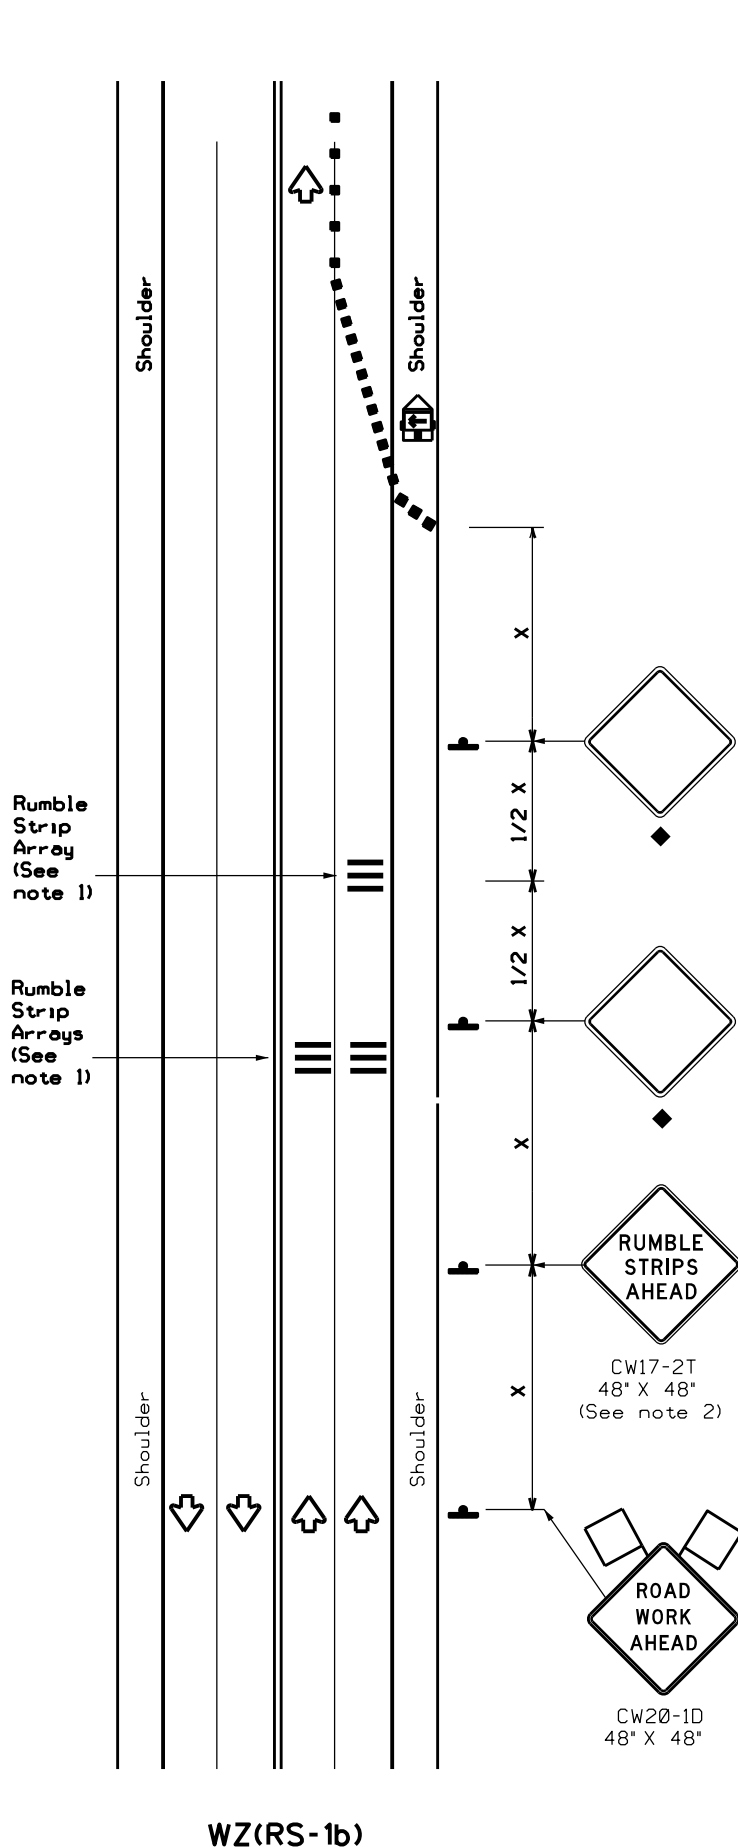 Shoulder
Shoulder
X
1/2 X
Rumble
Strip
Array
(See
note 1)
1/2 X
Rumble
Strip
Arrays
(See
note 1)
X
RUMBLE
STRIPS
AHEAD
CW17-2T
48" X 48"
(See note 2)
X
Shoulder
Shoulder
ROAD
WORK
AHEAD
CW20-1D
48" X 48"
WZ(RS-1b)